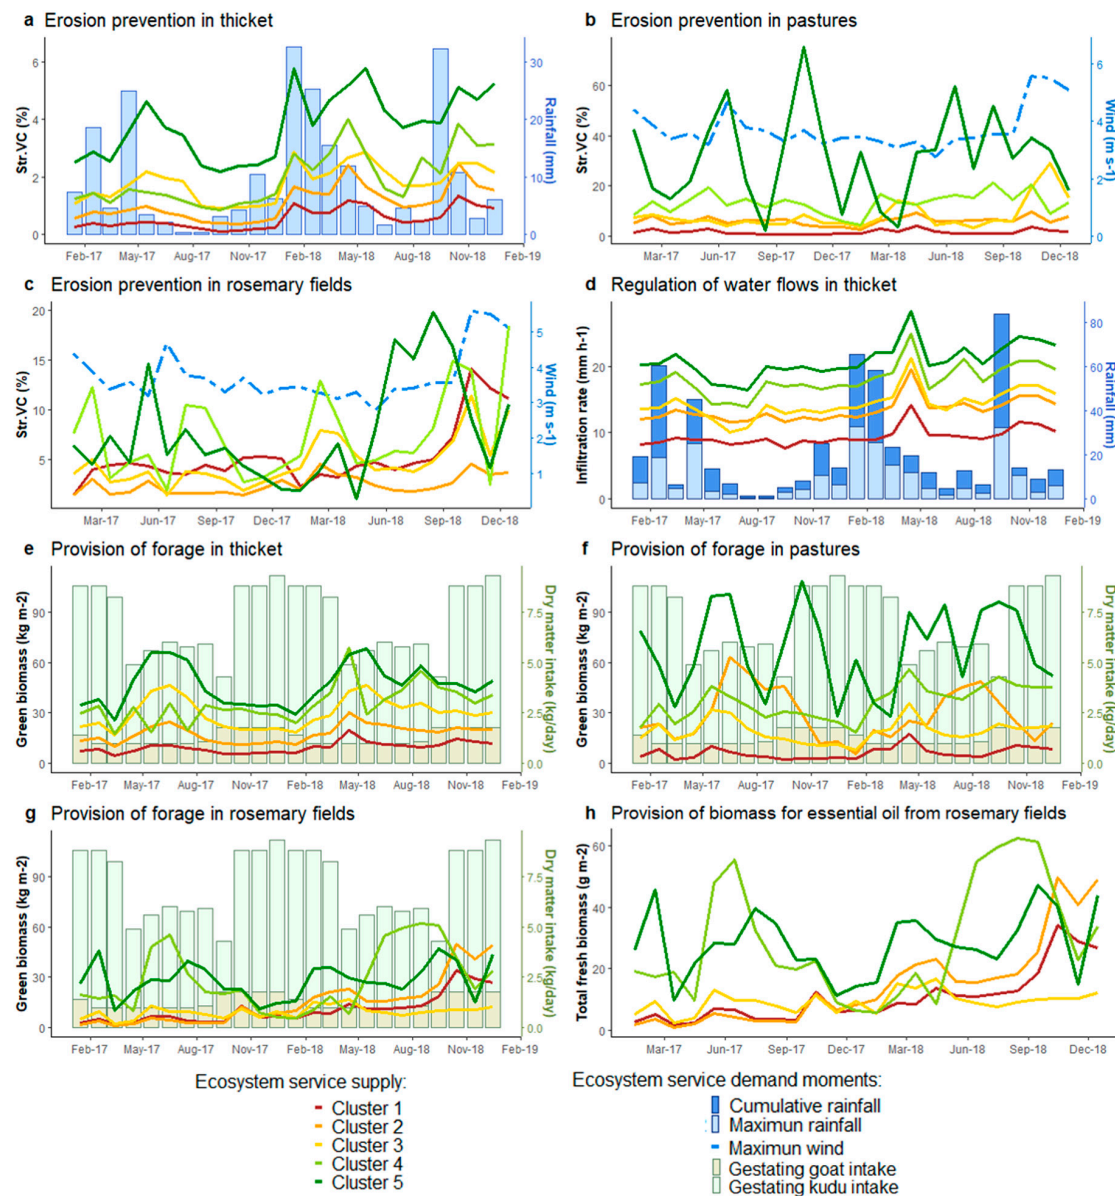 a Erosion prevention in thicket
b Erosion prevention in pastures
Str.VC (%)
6
4
2
0
30
20
10
0
Rainfall (mm)
Feb-17 May-17 Aug-17 Nov-17 Feb-18 May-18 Aug-18 Nov-18 Feb-19
Str.VC (%)
60
40
20
0
6
4
2
0
Wind (m s-1)
Mar-17 Jun-17 Sep-17 Dec-17 Mar-18 Jun-18 Sep-18 Dec-18
c Erosion prevention in rosemary fields
d Regulation of water flows in thicket
Str.VC (%)
20
15
10
5
5
4
3
2
1
Wind (m s-1)
Mar-17 Jun-17 Sep-17 Dec-17 Mar-18 Jun-18 Sep-18 Dec-18
Infiltration rate (mm h-1)
20
10
0
80
60
40
20
0
Rainfall (mm)
Feb-17 May-17 Aug-17 Nov-17 Feb-18 May-18 Aug-18 Nov-18 Feb-19
e Provision of forage in thicket
f Provision of forage in pastures
Green biomass (kg m-2)
90
60
30
0
7.5
5.0
2.5
0.0
Dry matter intake (kg/day)
Feb-17 May-17 Aug-17 Nov-17 Feb-18 May-18 Aug-18 Nov-18 Feb-19
Green biomass (kg m-2)
90
60
30
0
7.5
5.0
2.5
0.0
Dry matter intake (kg/day)
Feb-17 May-17 Aug-17 Nov-17 Feb-18 May-18 Aug-18 Nov-18 Feb-19
g Provision of forage in rosemary fields
h Provision of biomass for essential oil from rosemary fields
Green biomass (kg m-2)
90
60
30
0
7.5
5.0
2.5
0.0
Dry matter intake (kg/day)
Feb-17 May-17 Aug-17 Nov-17 Feb-18 May-18 Aug-18 Nov-18 Feb-19
Total fresh biomass (g m-2)
60
40
20
0
Mar-17 Jun-17 Sep-17 Dec-17 Mar-18 Jun-18 Sep-18 Dec-18
Ecosystem service supply:
Cluster 1
Cluster 2
Cluster 3
Cluster 4
Cluster 5
Ecosystem service demand moments:
Cumulative rainfall
Maximun rainfall
Maximun wind
Gestating goat intake
Gestating kudu intake